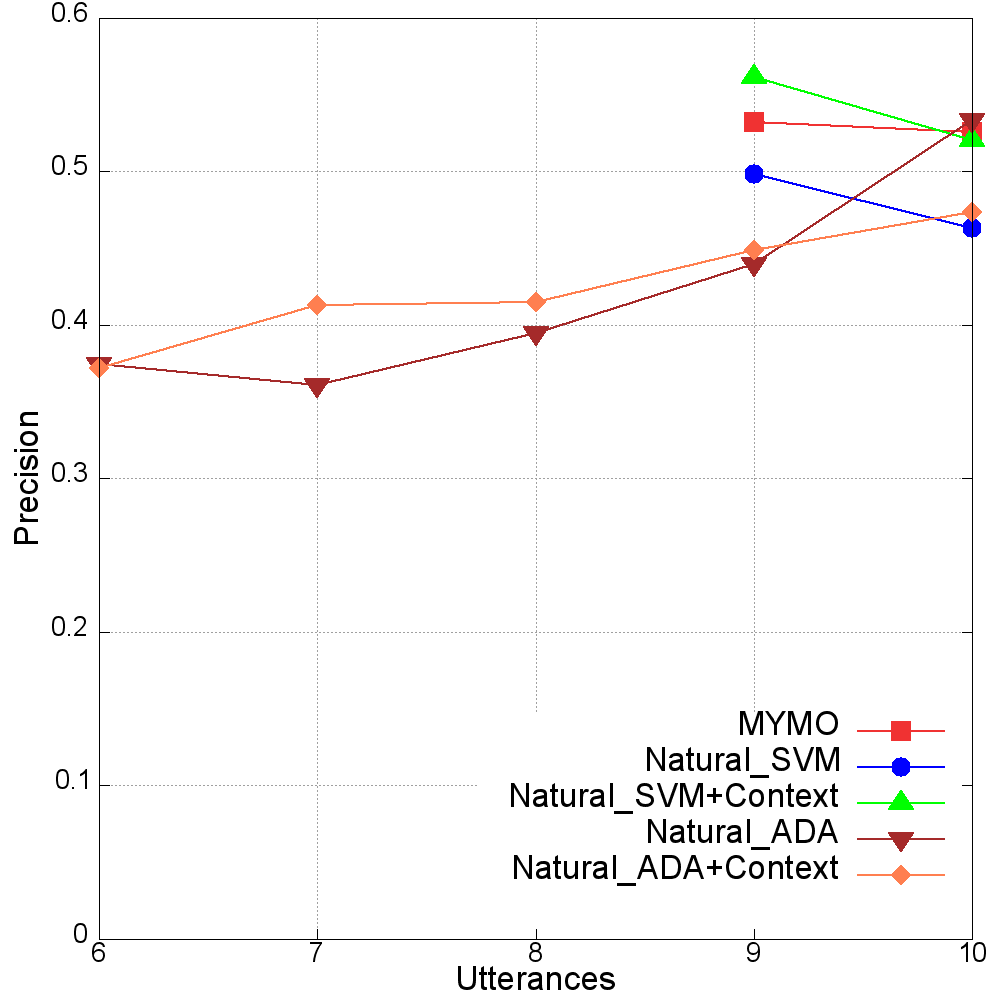 0.6
0.5
0.4
0.3
0.2
0.1
0
Precision
MYMO
Natural_SVM
Natural_SVM+Context
Natural_ADA
Natural_ADA+Context
6 7 8 9 10
Utterances